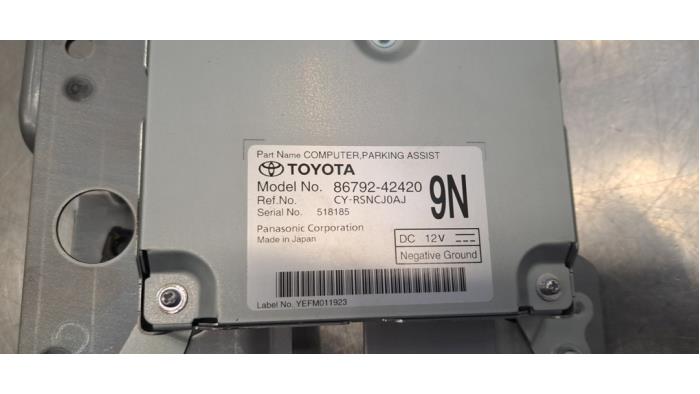 Part Name COMPUTER,PARKING ASSIST
TOYOTA
Model No. 86792-42420
Ref.No. CY-RSNCJ0AJ
9N
Serial No. 518185
Panasonic Corporation
Made in Japan
DC 12V
Negative Ground
Label No. YEFM011923